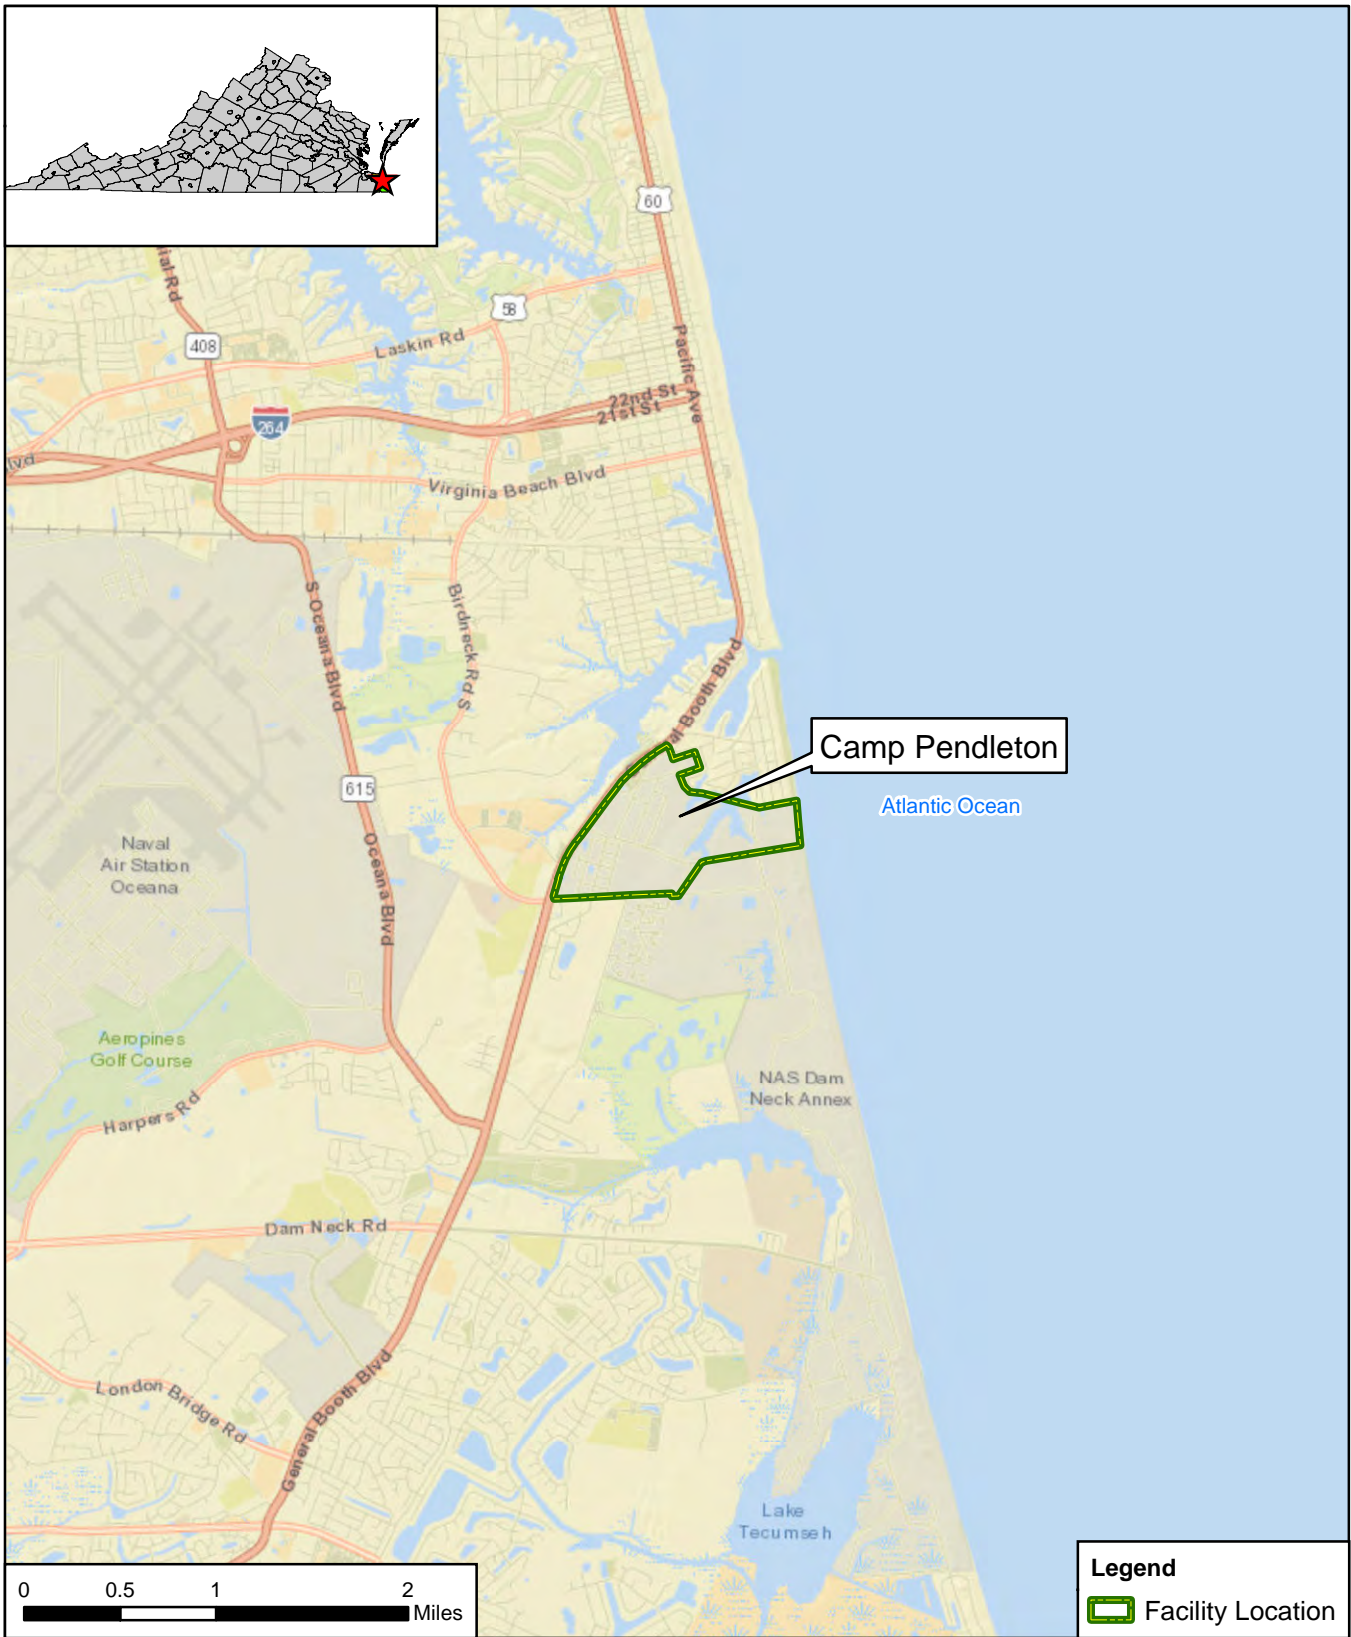 60
58
Laskin Rd
408
Pacific Ave
22nd St
21st St
264
Virginia Beach Blvd
S Oceana Blvd
Birdneck Rd S
Booth Blvd
Camp Pendleton
Atlantic Ocean
615
Naval
Air Station
Oceana
Oceana Blvd
Aeropines
Golf Course
NAS Dam
Neck Annex
Harpers Rd
Dam Neck Rd
London Bridge Rd
General Booth Blvd
Lake
Tecumseh
0 0.5 1 2
Miles
Legend
Facility Location